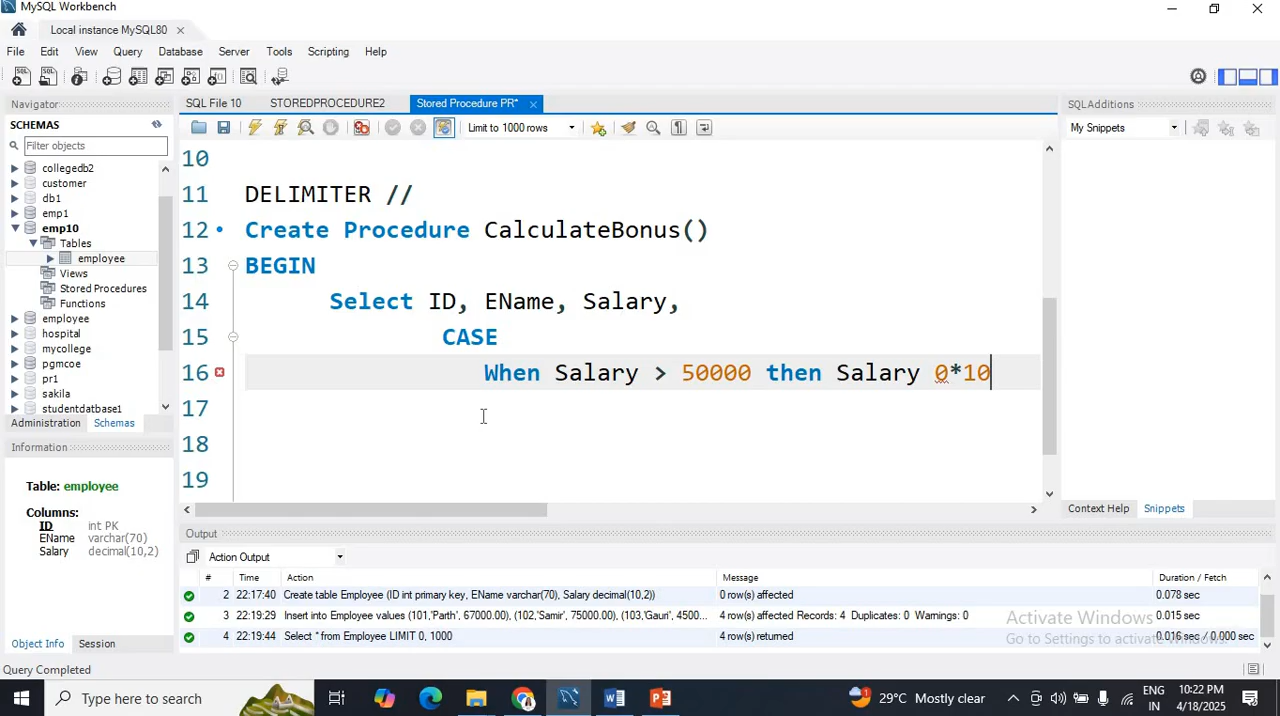 MySQL Workbench
Local instance MySQL80
File Edit View Query Database Server Tools Scripting Help
Navigator
SCHEMAS
Filter objects
collegedb2
customer
db1
emp1
emp10
Tables
employee
Views
Stored Procedures
Functions
employee
hospital
mycollege
pgmcoe
pr1
sakila
studentdatbase1
Administration Schemas
Information
Table: employee
Columns:
ID int PK
EName varchar(70)
Salary decimal(10,2)
Object Info Session
Query Completed
SQL File 10 STOREDPROCEDURE2 Stored Procedure PR*
Limit to 1000 rows
10
11 DELIMITER //
12 Create Procedure CalculateBonus()
13 BEGIN
14 Select ID, EName, Salary,
15 CASE
16 When Salary > 50000 then Salary 0*10
17
18
19
SQLAdditions
My Snippets
Context Help Snippets
Output
Action Output
# Time Action Message Duration / Fetch
2 22:17:40 Create table Employee (ID int primary key, EName varchar(70), Salary decimal(10,2)) 0 row(s) affected 0.078 sec
3 22:19:29 Insert into Employee values (101,'Parth', 67000.00), (102,'Samir', 75000.00), (103,'Gauri', 4500... 4 row(s) affected Records: 4 Duplicates: 0 Warnings: 0 0.015 sec
4 22:19:44 Select * from Employee LIMIT 0, 1000 4 row(s) returned 0.016 sec / 0.000 sec
Activate Windows
Go to Settings to activate Windows.
Type here to search
29°C Mostly clear
ENG
IN
10:22 PM
4/18/2025